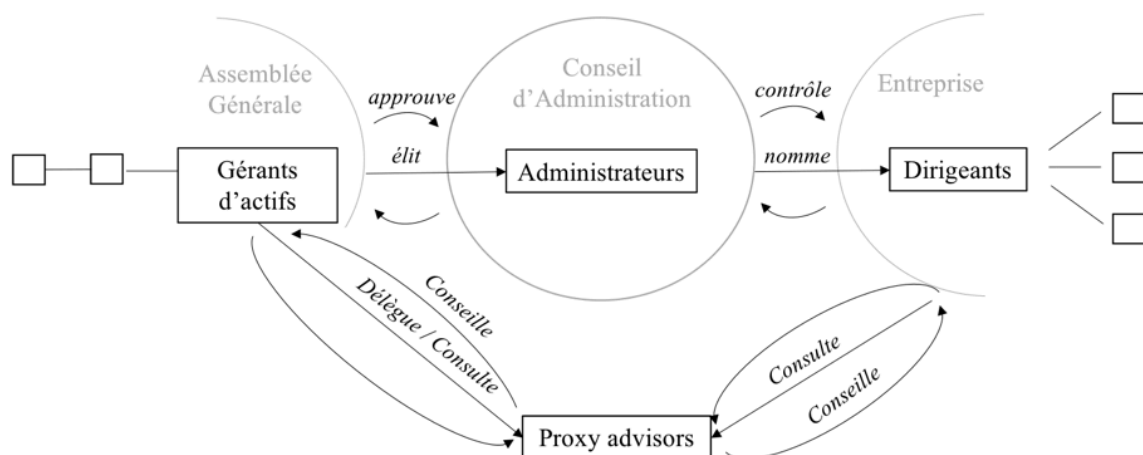 Assemblée
Générale
approuve
élit
Gérants
d'actifs
Conseil
d'Administration
Administrateurs
contrôle
nomme
Entreprise
Dirigeants
Conseille
Délègue / Consulte
Consulte
Conseille
Proxy advisors